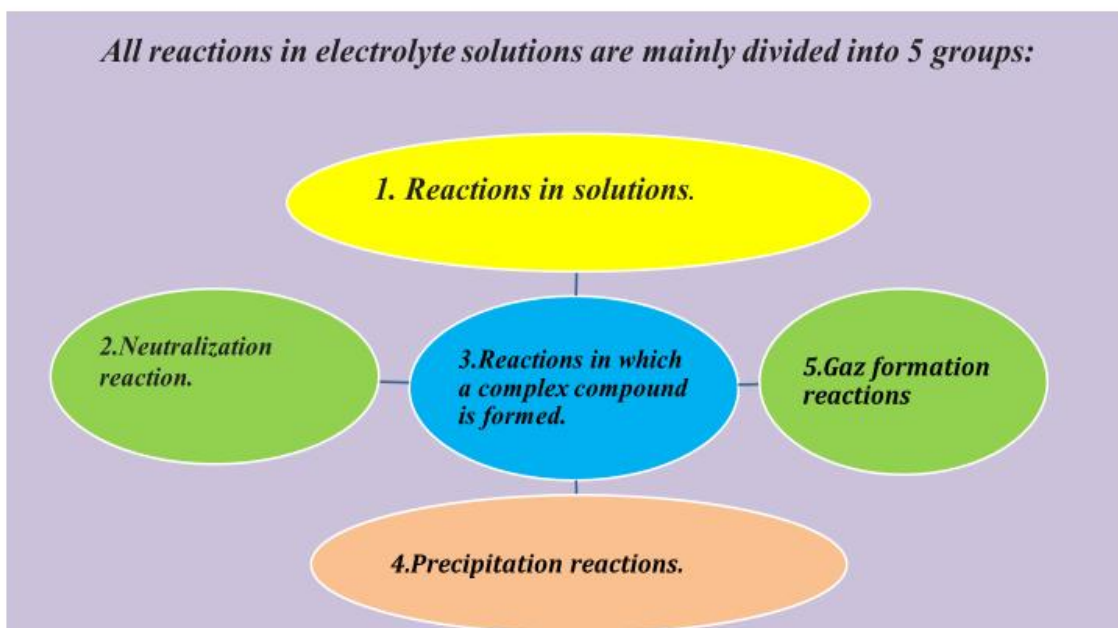 All reactions in electrolyte solutions are mainly divided into 5 groups:
1. Reactions in solutions.
2.Neutralization
reaction.
3.Reactions in which
a complex compound
is formed.
5.Gaz formation
reactions
4.Precipitation reactions.